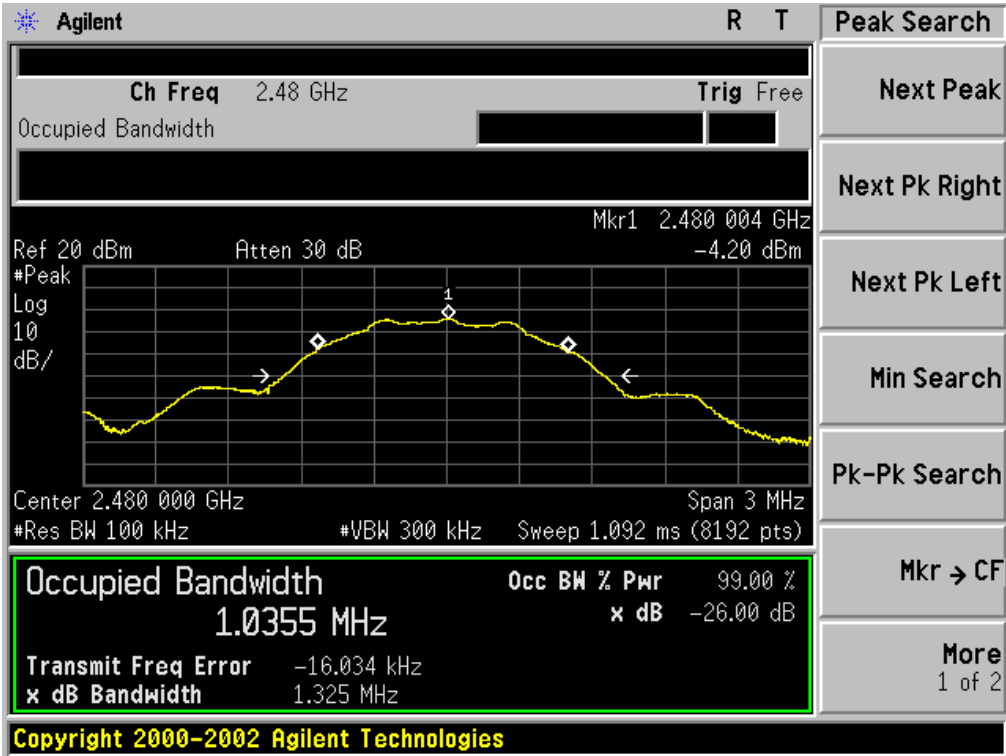 Agilent R T Peak Search
Ch Freq 2.48 GHz Trig Free
Occupied Bandwidth
Next Peak
Next Pk Right
Next Pk Left
Min Search
Pk-Pk Search
Mkr → CF
More
1 of 2
Mkr1 2.480 004 GHz
Ref 20 dBm Atten 30 dB -4.20 dBm
#Peak
Log
10
dB/
1
Center 2.480 000 GHz Span 3 MHz
#Res BW 100 kHz #VBW 300 kHz Sweep 1.092 ms (8192 pts)
Occupied Bandwidth Occ BW % Pwr 99.00 %
1.0355 MHz x dB -26.00 dB
Transmit Freq Error -16.034 kHz
x dB Bandwidth 1.325 MHz
Copyright 2000-2002 Agilent Technologies